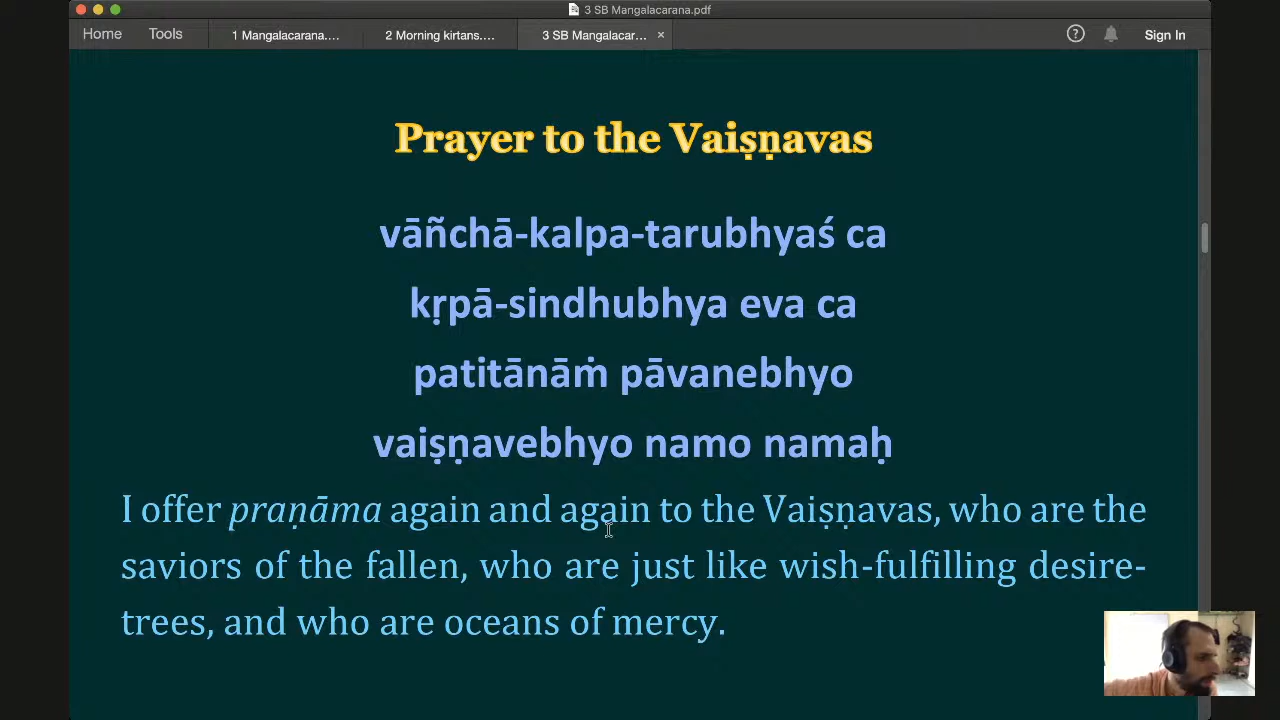 3 SB Mangalacarana.pdf
Home Tools 1 Mangalacarana.... 2 Morning kirtans.... 3 SB Mangalacar... × ? Sign In
Prayer to the Vaiṣṇavas
vāñchā-kalpa-tarubhyaś ca
kṛpā-sindhubhya eva ca
patitānāṁ pāvanebhyo
vaiṣṇavebhyo namo namaḥ
I offer praṇāma again and again to the Vaiṣṇavas, who are the
saviors of the fallen, who are just like wish-fulfilling desire-
trees, and who are oceans of mercy.